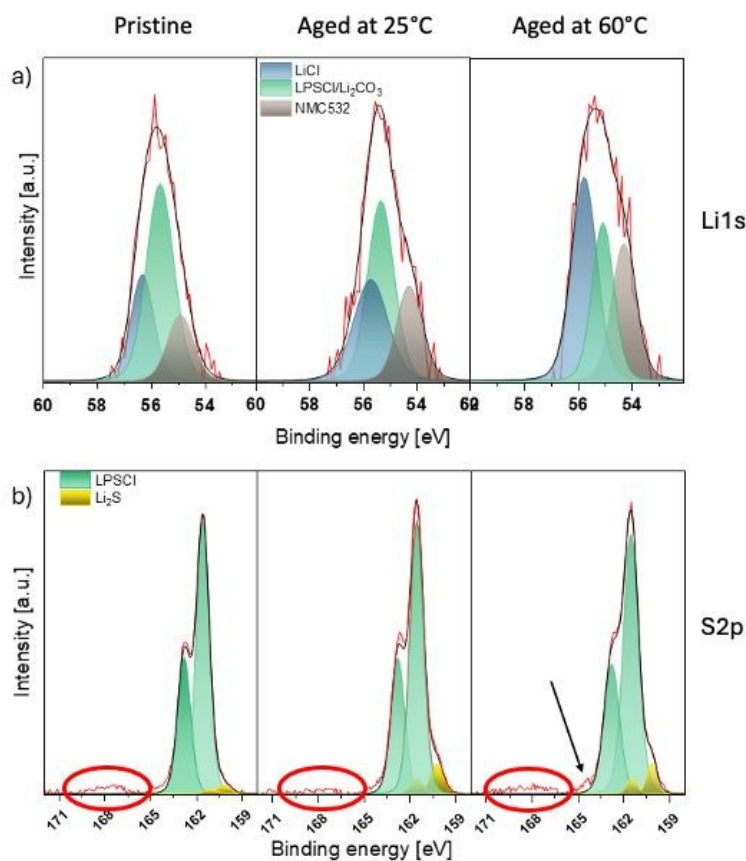 Pristine Aged at 25°C Aged at 60°C
a)
LiCl
LPSCl/Li₂CO₃
NMC532
Intensity [a.u.]
Li1s
60 58 56 54 60 58 56 54 52 60 58 56 54
Binding energy [eV]
b)
LPSCl
Li₂S
Intensity [a.u.]
S2p
171 168 165 162 159 171 168 165 162 159 171 168 165 162 159
Binding energy [eV]